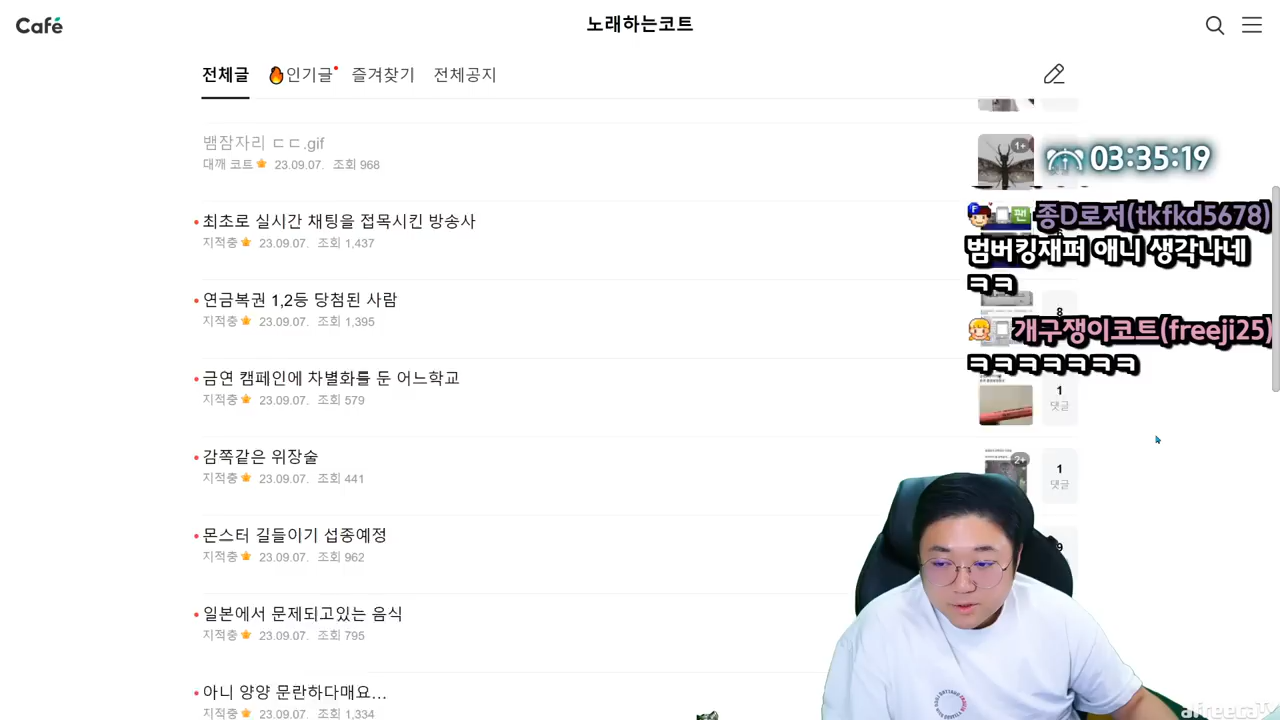 Café
노래하는코트
전체글 🔥인기글 즐겨찾기 전체공지
뱀잠자리 ㄷㄷ.gif
대깨 코트 23.09.07. 조회 968
1+
03:35:19
최초로 실시간 채팅을 접목시킨 방송사
지적충 23.09.07. 조회 1,437
팬 종D로저(tkfkd5678)
범버킹재퍼 애니 생각나네
ㅋㅋ
연금복권 1,2등 당첨된 사람
지적충 23.09.07. 조회 1,395
8
개구쟁이코트(freeji25)
ㅋㅋㅋㅋㅋㅋㅋ
금연 캠페인에 차별화를 둔 어느학교
지적충 23.09.07. 조회 579
1
댓글
감쪽같은 위장술
지적충 23.09.07. 조회 441
2+
1
댓글
몬스터 길들이기 섭종예정
지적충 23.09.07. 조회 962
9
일본에서 문제되고있는 음식
지적충 23.09.07. 조회 795
아니 양양 문란하다매요...
지적충 23.09.07. 조회 1,334
afreecaTV